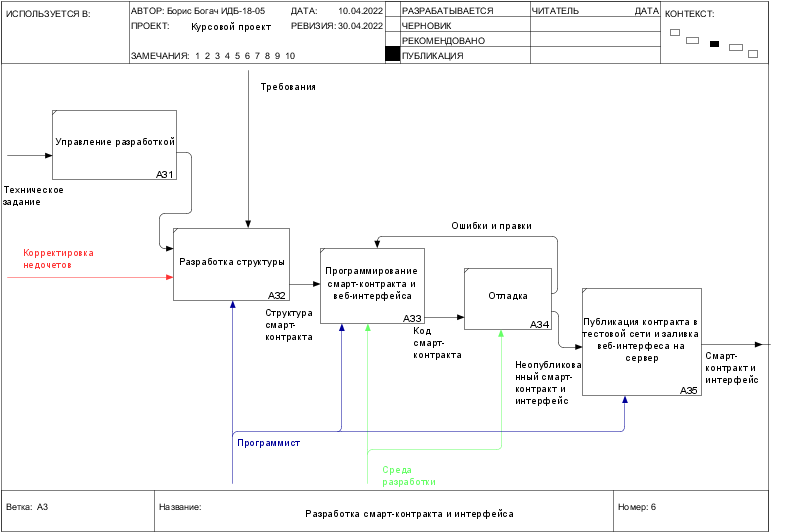 ИСПОЛЬЗУЕТСЯ В:
АВТОР: Борис Богач ИДБ-18-05
ДАТА: 10.04.2022
ПРОЕКТ: Курсовой проект
РЕВИЗИЯ: 30.04.2022
ЗАМЕЧАНИЯ: 1 2 3 4 5 6 7 8 9 10
РАЗРАБАТЫВАЕТСЯ
ЧЕРНОВИК
РЕКОМЕНДОВАНО
ПУБЛИКАЦИЯ
ЧИТАТЕЛЬ
ДАТА
КОНТЕКСТ:
Требования
Управление разработкой
A31
Техническое
задание
Корректировка
недочетов
Разработка структуры
A32
Структура
смарт-
контракта
Ошибки и правки
Программирование
смарт-контракта и
веб-интерфейса
A33
Код
смарт-
контракта
Отладка
A34
Неопубликова
нный смарт-
контракт и
интерфейс
Публикация контракта в
тестовой сети и заливка
веб-интерфеса на
сервер
A35
Смарт-
контракт и
интерфейс
Программист
Среда
разработки
Ветка: A3
Название:
Разработка смарт-контракта и интерфейса
Номер: 6